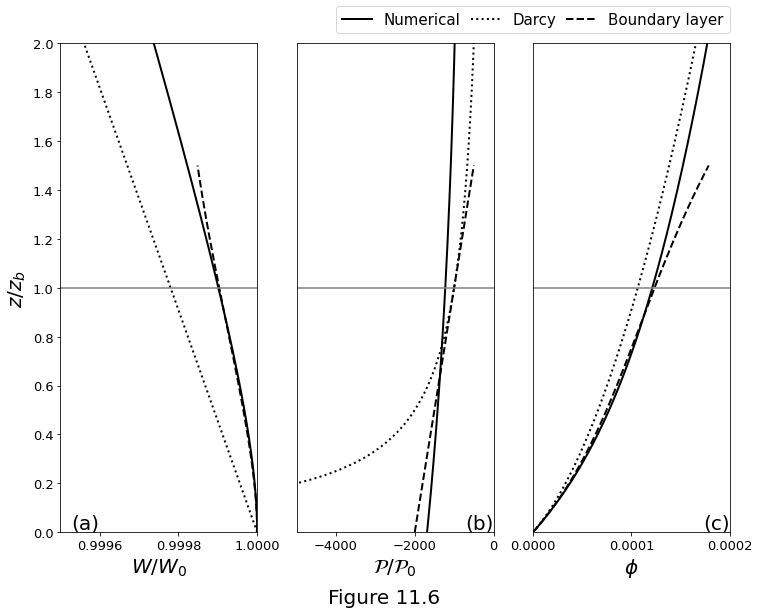 Numerical Darcy Boundary layer
2.0
1.8
1.6
1.4
1.2
1.0
0.8
0.6
0.4
0.2
0.0
z/z_b
(a) (b) (c)
0.9996 0.9998 1.0000 −4000 −2000 0 0.0000 0.0001 0.0002
W/W_0 𝒫/𝒫_0 ϕ
Figure 11.6